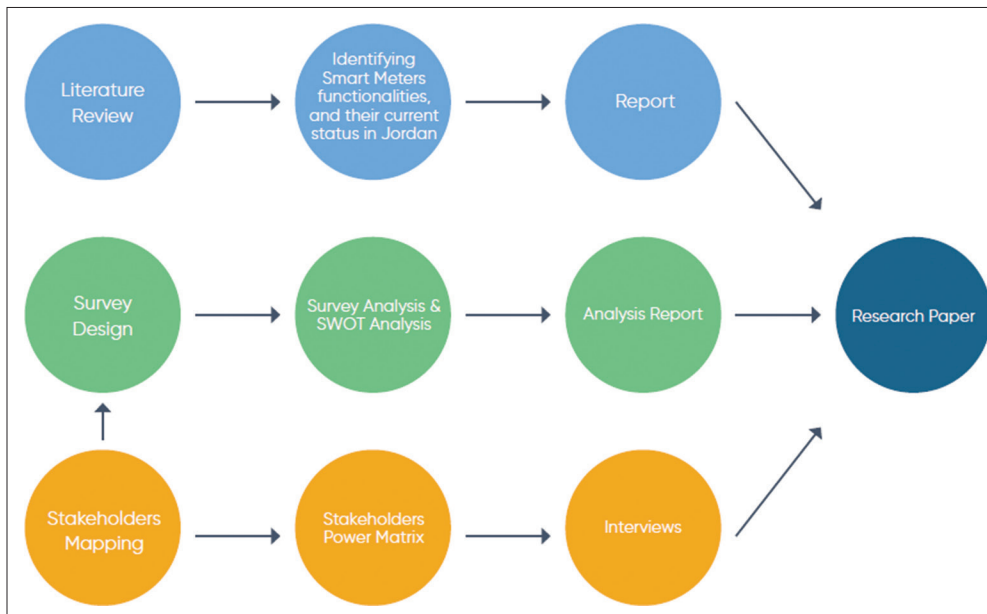 Literature
Review
Identifying
Smart Meters
functionalities,
and their current
status in Jordan
Report
Survey
Design
Survey Analysis &
SWOT Analysis
Analysis Report
Research Paper
Stakeholders
Mapping
Stakeholders
Power Matrix
Interviews